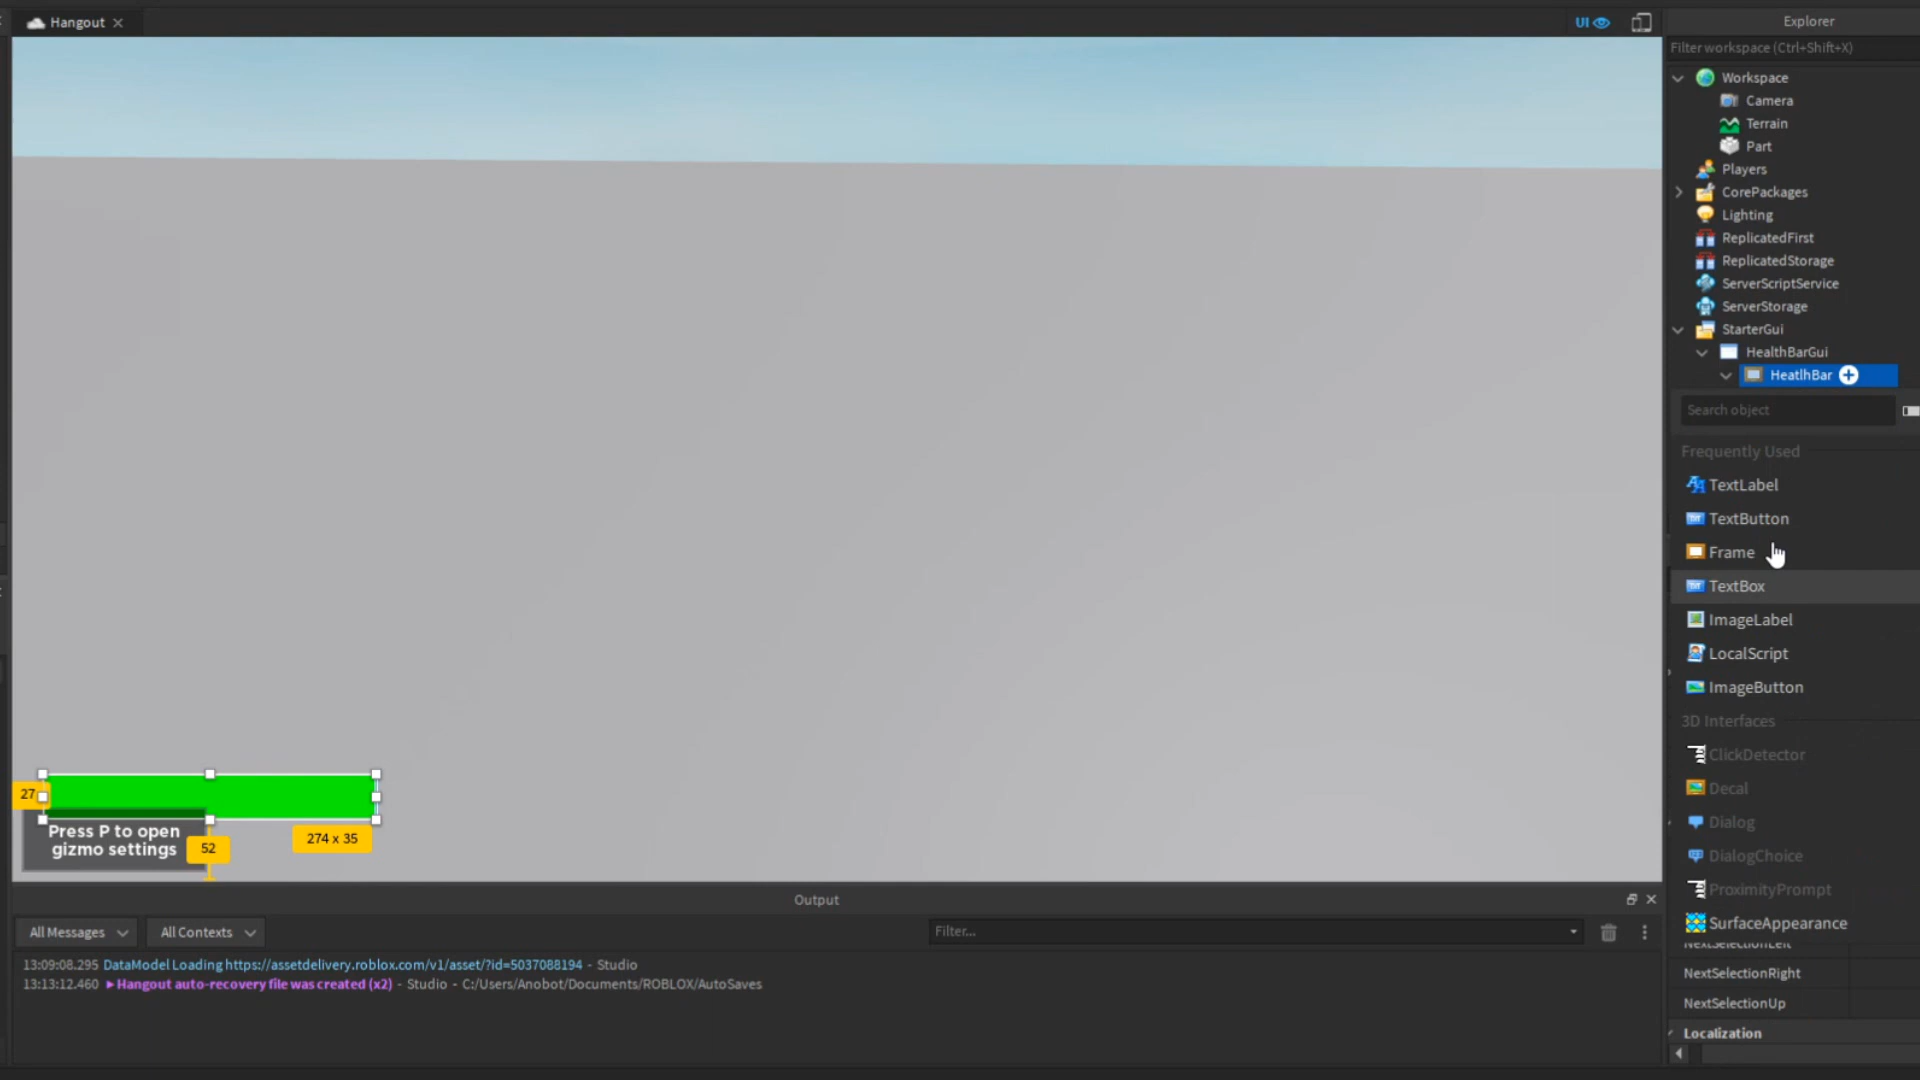 Hangout
UI
Explorer
Filter workspace (Ctrl+Shift+X)
Workspace
Camera
Terrain
Part
Players
CorePackages
Lighting
ReplicatedFirst
ReplicatedStorage
ServerScriptService
ServerStorage
StarterGui
HealthBarGui
HeatlhBar
Search object
Frequently Used
TextLabel
TextButton
Frame
TextBox
ImageLabel
LocalScript
ImageButton
3D Interfaces
ClickDetector
Decal
Dialog
DialogChoice
ProximityPrompt
SurfaceAppearance
NextSelectionLeft
NextSelectionRight
NextSelectionUp
Localization
27
Press P to open
gizmo settings
52
274 x 35
Output
All Messages
All Contexts
Filter...
13:09:08.295 DataModel Loading https://assetdelivery.roblox.com/v1/asset/?id=5037088194 - Studio
13:13:12.460 Hangout auto-recovery file was created (x2) - Studio - C:/Users/Anobot/Documents/ROBLOX/AutoSaves